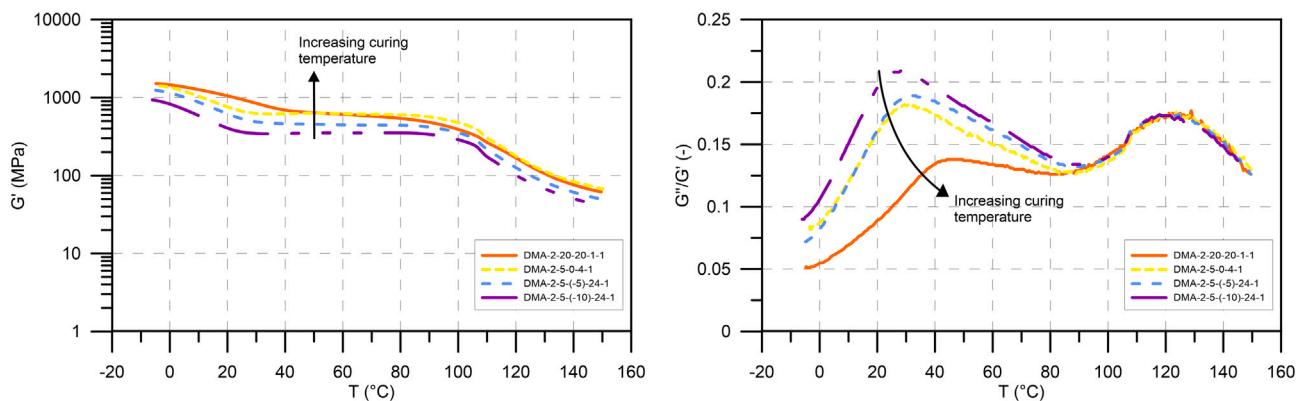 10000
1000
100
10
1
G' (MPa)
-20 0 20 40 60 80 100 120 140 160
T (°C)
Increasing curing
temperature
DMA-2-20-20-1-1
DMA-2-5-0-4-1
DMA-2-5-(-5)-24-1
DMA-2-5-(-10)-24-1
0.25
0.2
0.15
0.1
0.05
0
G''/G' (-)
-20 0 20 40 60 80 100 120 140 160
T (°C)
Increasing curing
temperature
DMA-2-20-20-1-1
DMA-2-5-0-4-1
DMA-2-5-(-5)-24-1
DMA-2-5-(-10)-24-1